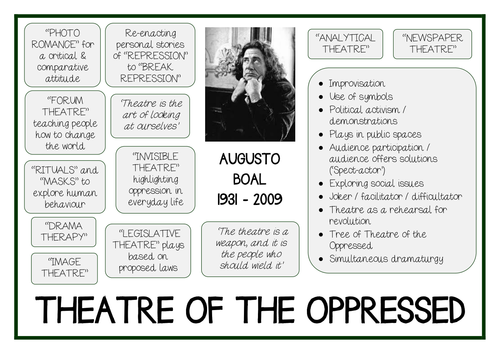 "PHOTO
ROMANCE" for
a critical &
comparative
attitude
Re-enacting
personal stories
of "REPRESSION"
to "BREAK
REPRESSION"
"FORUM
THEATRE"
teaching people
how to change
the world
'Theatre is the
art of looking
at ourselves'
"RITUALS" and
"MASKS" to
explore human
behaviour
"INVISIBLE
THEATRE"
highlighting
oppression in
everyday life
"DRAMA
THERAPY"
"IMAGE
THEATRE"
"LEGISLATIVE
THEATRE" plays
based on
proposed laws
AUGUSTO
BOAL
1931 - 2009
'The theatre is a
weapon, and it is
the people who
should wield it'
"ANALYTICAL
THEATRE"
"NEWSPAPER
THEATRE"
• Improvisation
• Use of symbols
• Political activism /
demonstrations
• Plays in public spaces
• Audience participation /
audience offers solutions
("Spect-actor")
• Exploring social issues
• Joker / facilitator / difficultator
• Theatre as a rehearsal for
revolution
• Tree of Theatre of the
Oppressed
• Simultaneous dramaturgy
THEATRE OF THE OPPRESSED